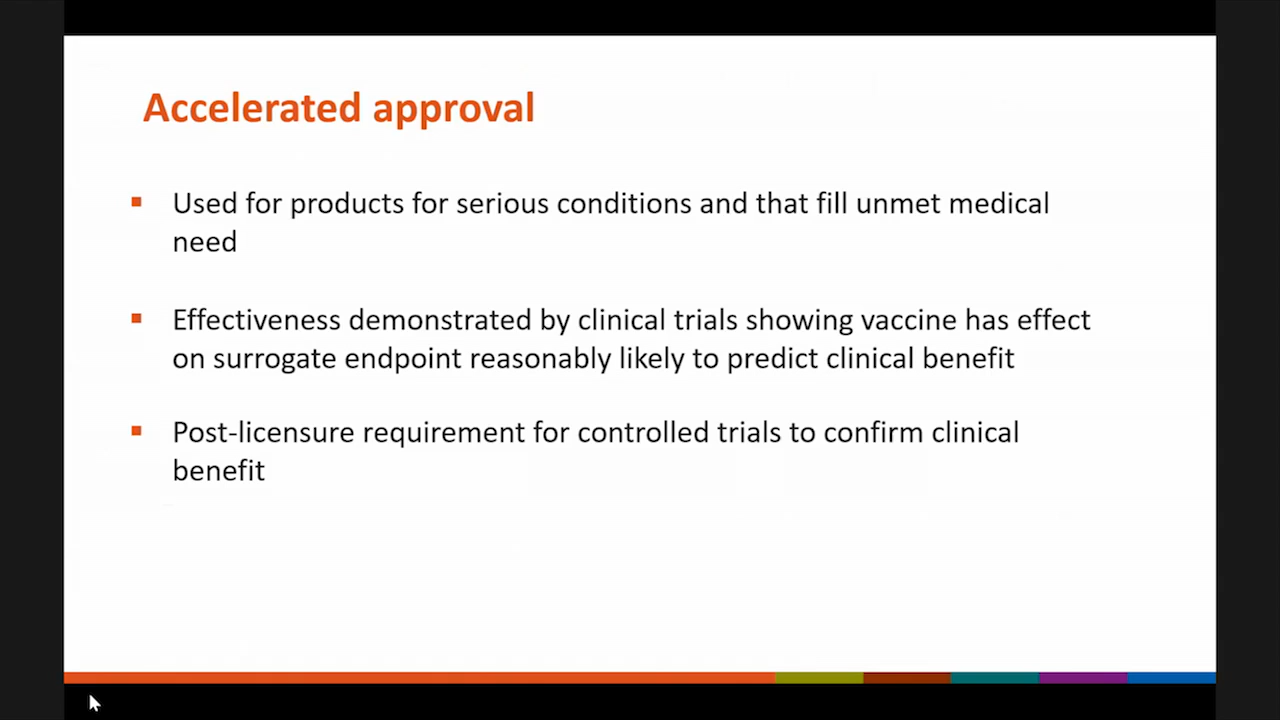 Accelerated approval
Used for products for serious conditions and that fill unmet medical
need
Effectiveness demonstrated by clinical trials showing vaccine has effect
on surrogate endpoint reasonably likely to predict clinical benefit
Post-licensure requirement for controlled trials to confirm clinical
benefit